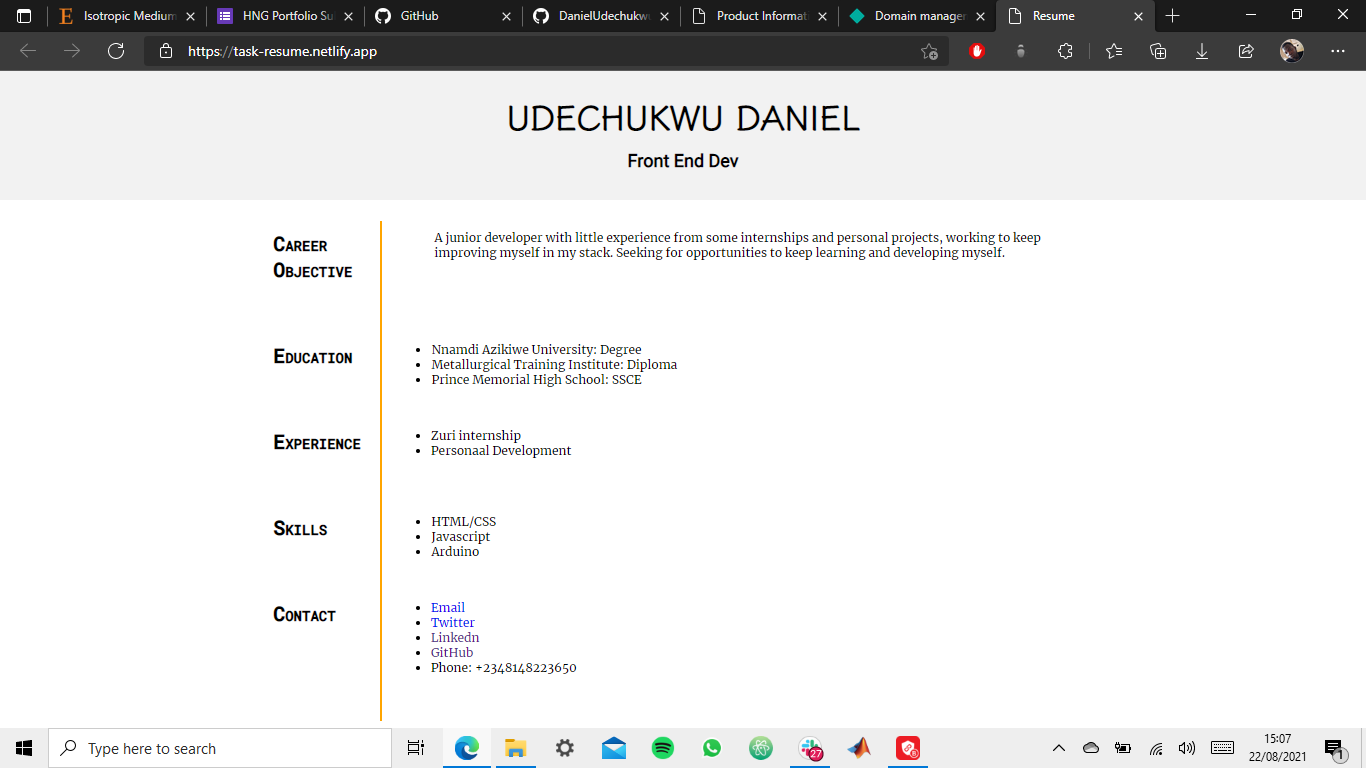 Isotropic Medium
HNG Portfolio Su
GitHub
DanielUdechukwu
Product Informat
Domain manager
Resume
https://task-resume.netlify.app
UDECHUKWU DANIEL
Front End Dev
Career
Objective
A junior developer with little experience from some internships and personal projects, working to keep
improving myself in my stack. Seeking for opportunities to keep learning and developing myself.
Education
Nnamdi Azikiwe University: Degree
Metallurgical Training Institute: Diploma
Prince Memorial High School: SSCE
Experience
Zuri internship
Personaal Development
Skills
HTML/CSS
Javascript
Arduino
Contact
Email
Twitter
Linkedn
GitHub
Phone: +2348148223650
Type here to search
27
15:07
22/08/2021
1